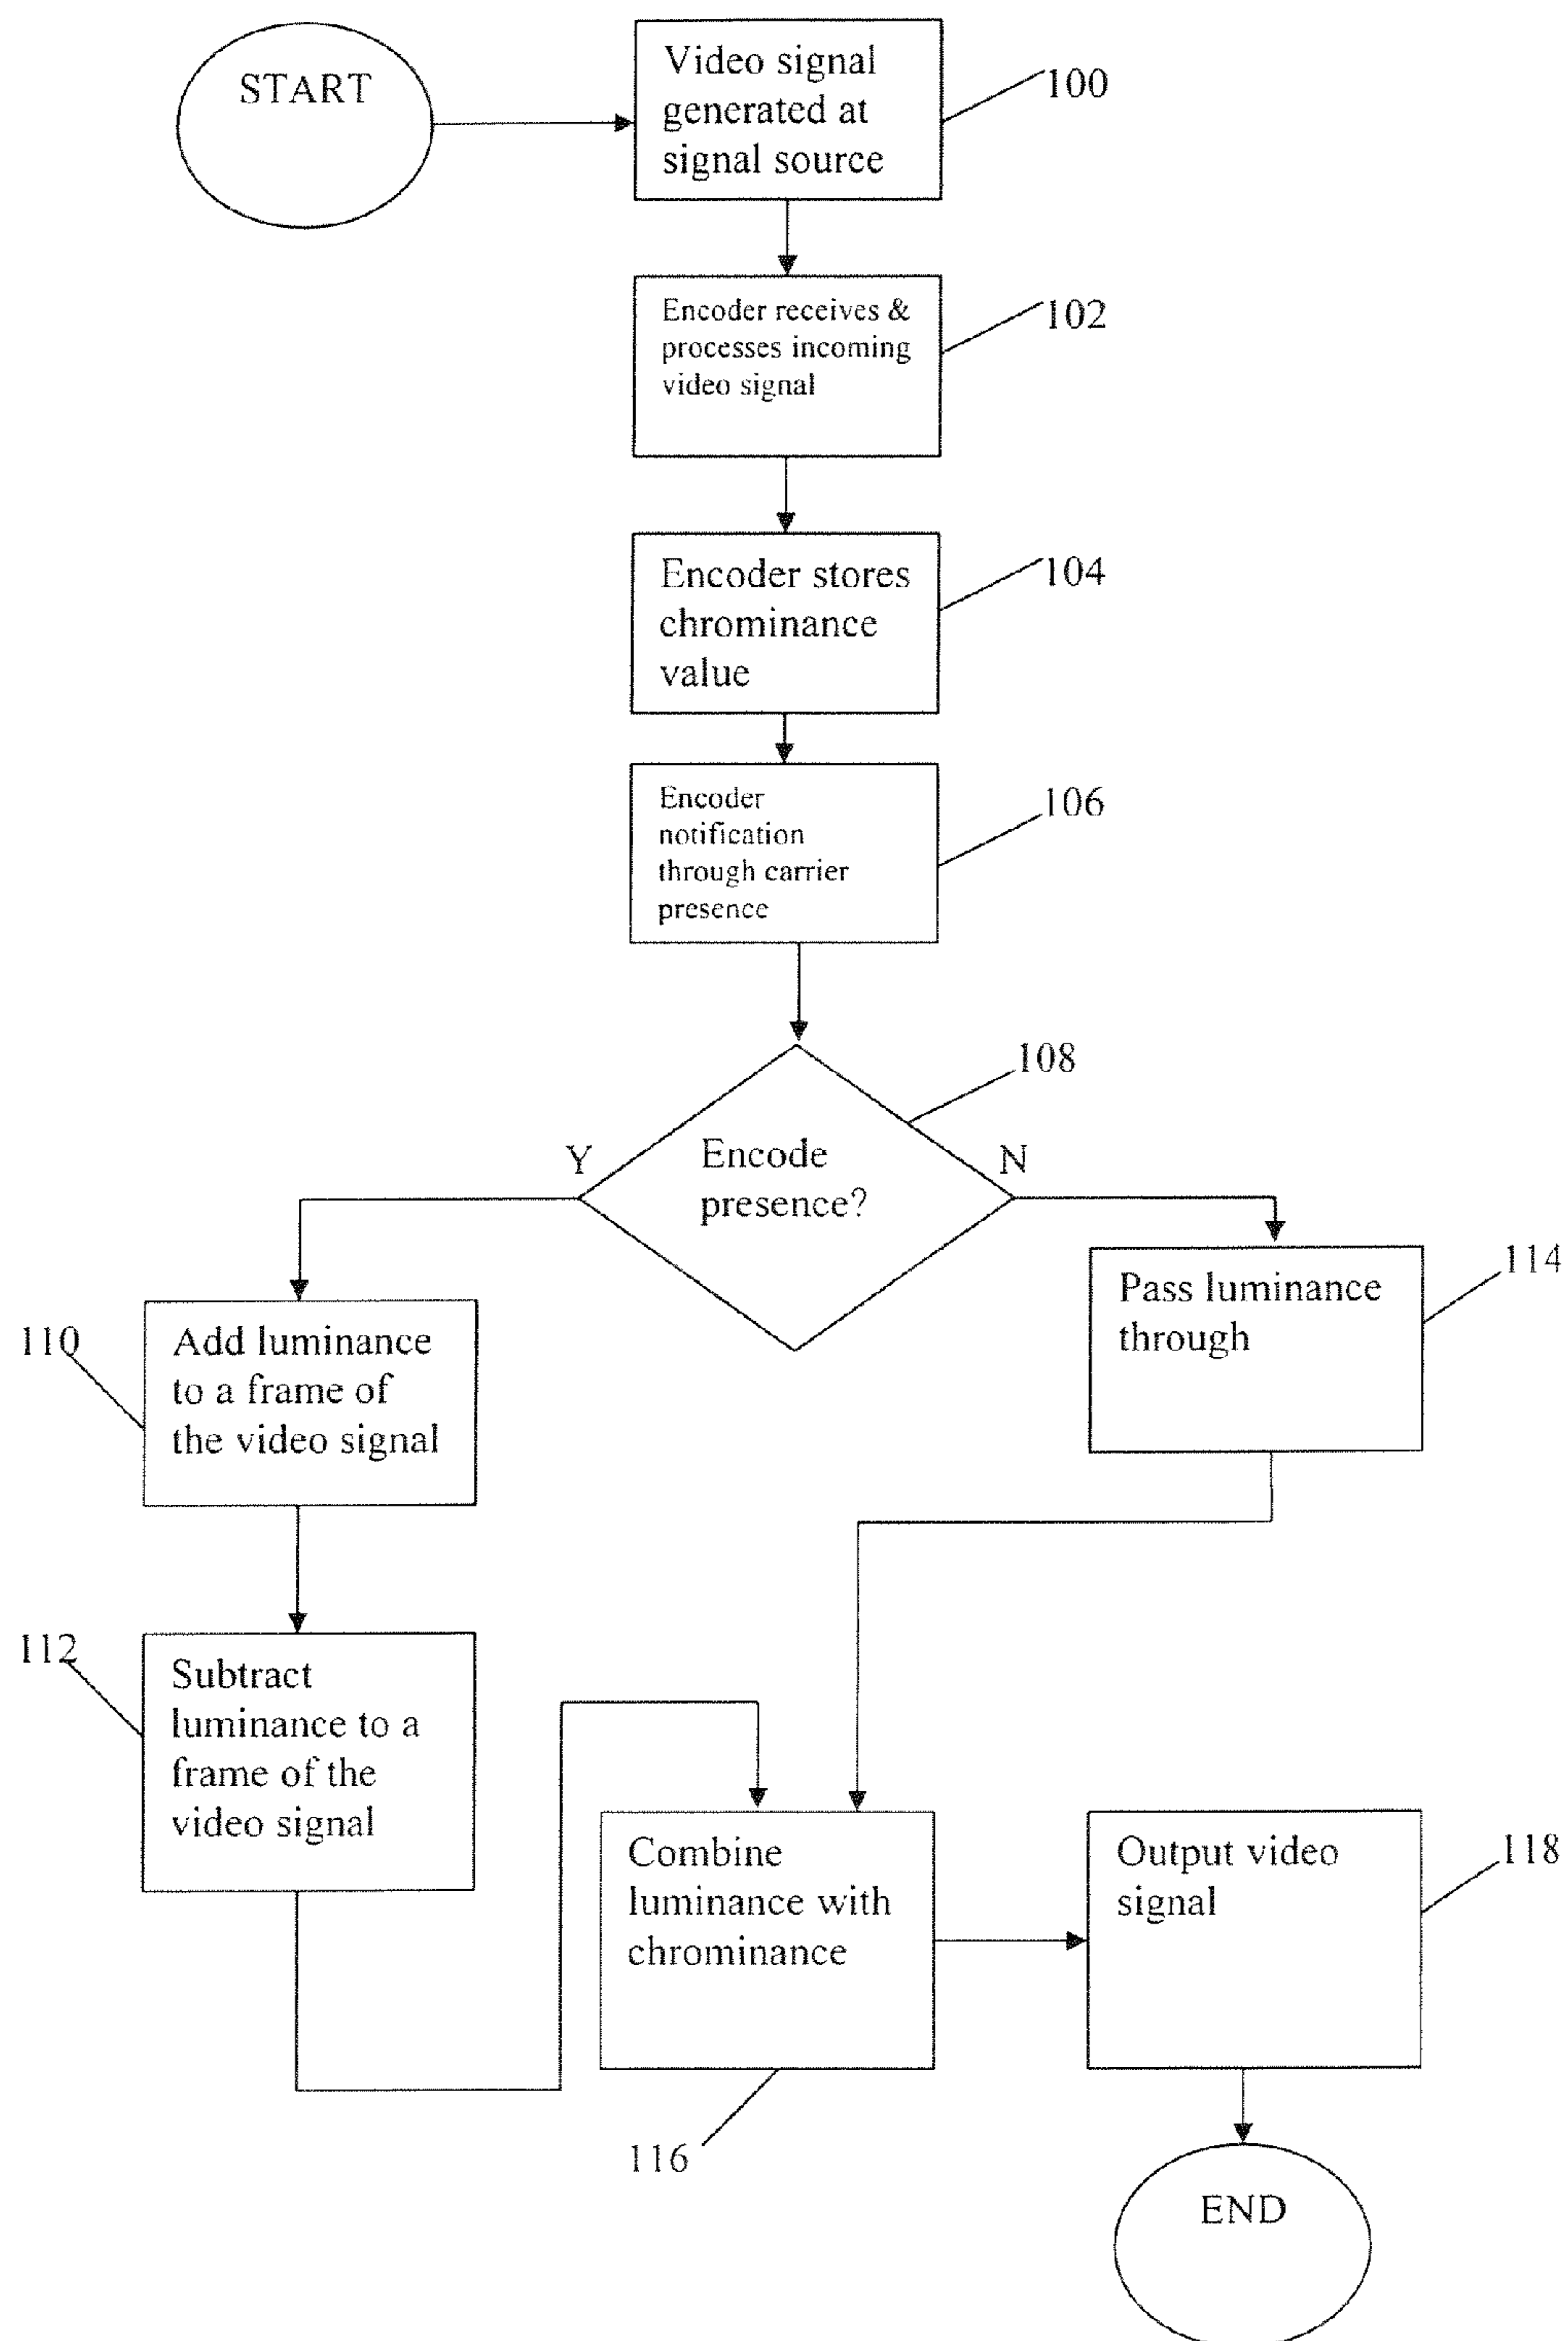 START
Video signal
generated at
signal source
100
Encoder receives &
processes incoming
video signal
102
Encoder stores
chrominance
value
104
Encoder
notification
through carrier
presence
106
108
Encode
presence?
Y
N
Pass luminance
through
114
110
Add luminance
to a frame of
the video signal
112
Subtract
luminance to a
frame of the
video signal
Combine
luminance with
chrominance
116
Output video
signal
118
END